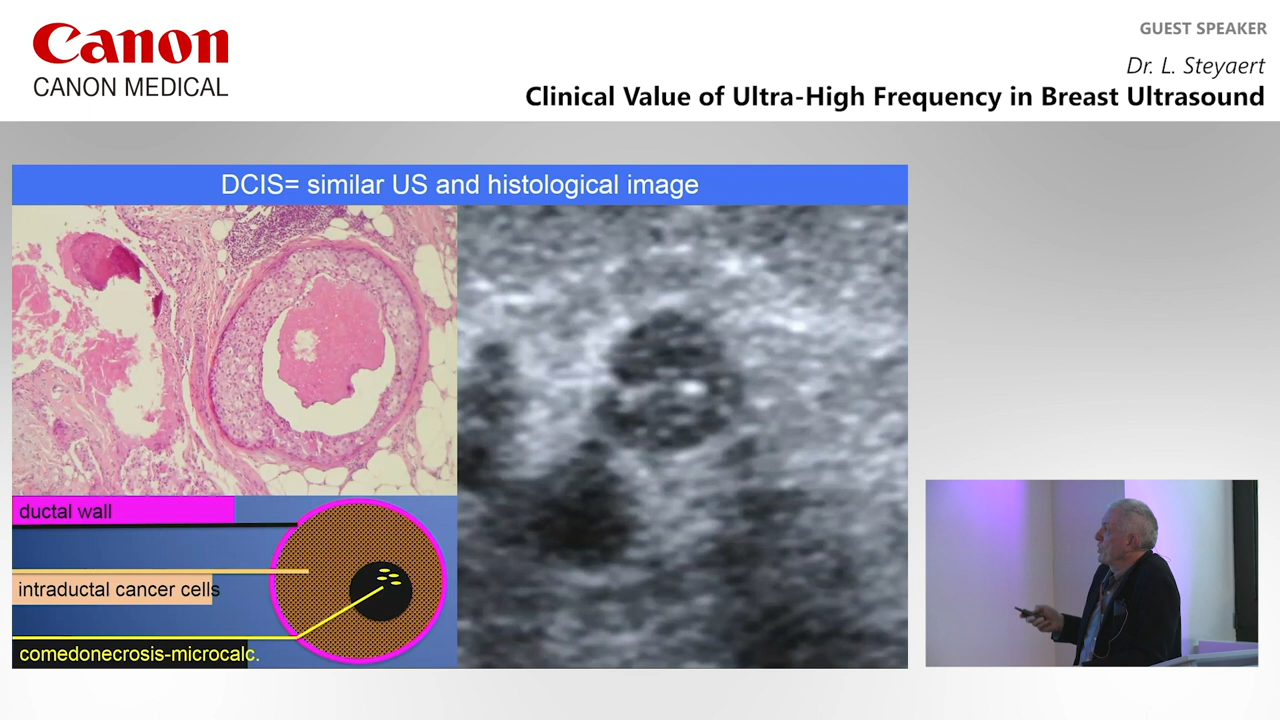 Canon
CANON MEDICAL
GUEST SPEAKER
Dr. L. Steyaert
Clinical Value of Ultra-High Frequency in Breast Ultrasound
DCIS= similar US and histological image
ductal wall
intraductal cancer cells
comedonecrosis-microcalc.